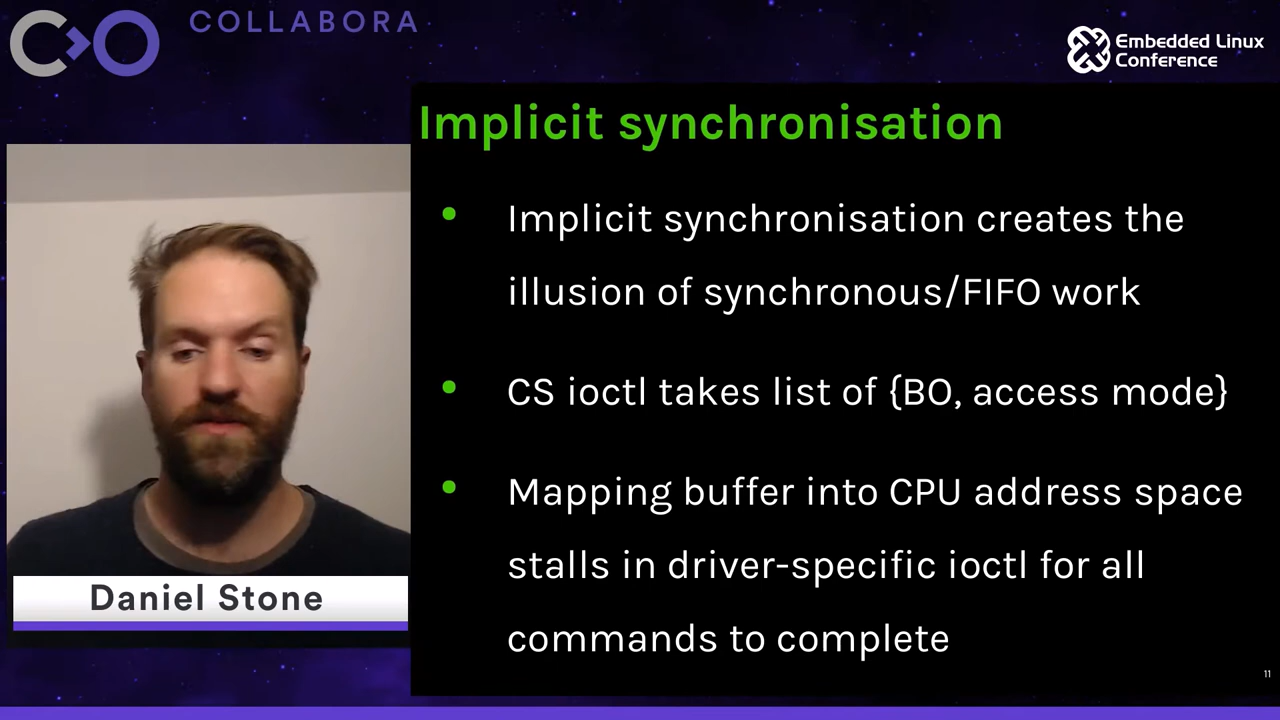 COLLABORA
Embedded Linux
Conference
Implicit synchronisation
Implicit synchronisation creates the
illusion of synchronous/FIFO work
CS ioctl takes list of {BO, access mode}
Mapping buffer into CPU address space
stalls in driver-specific ioctl for all
commands to complete
Daniel Stone
11